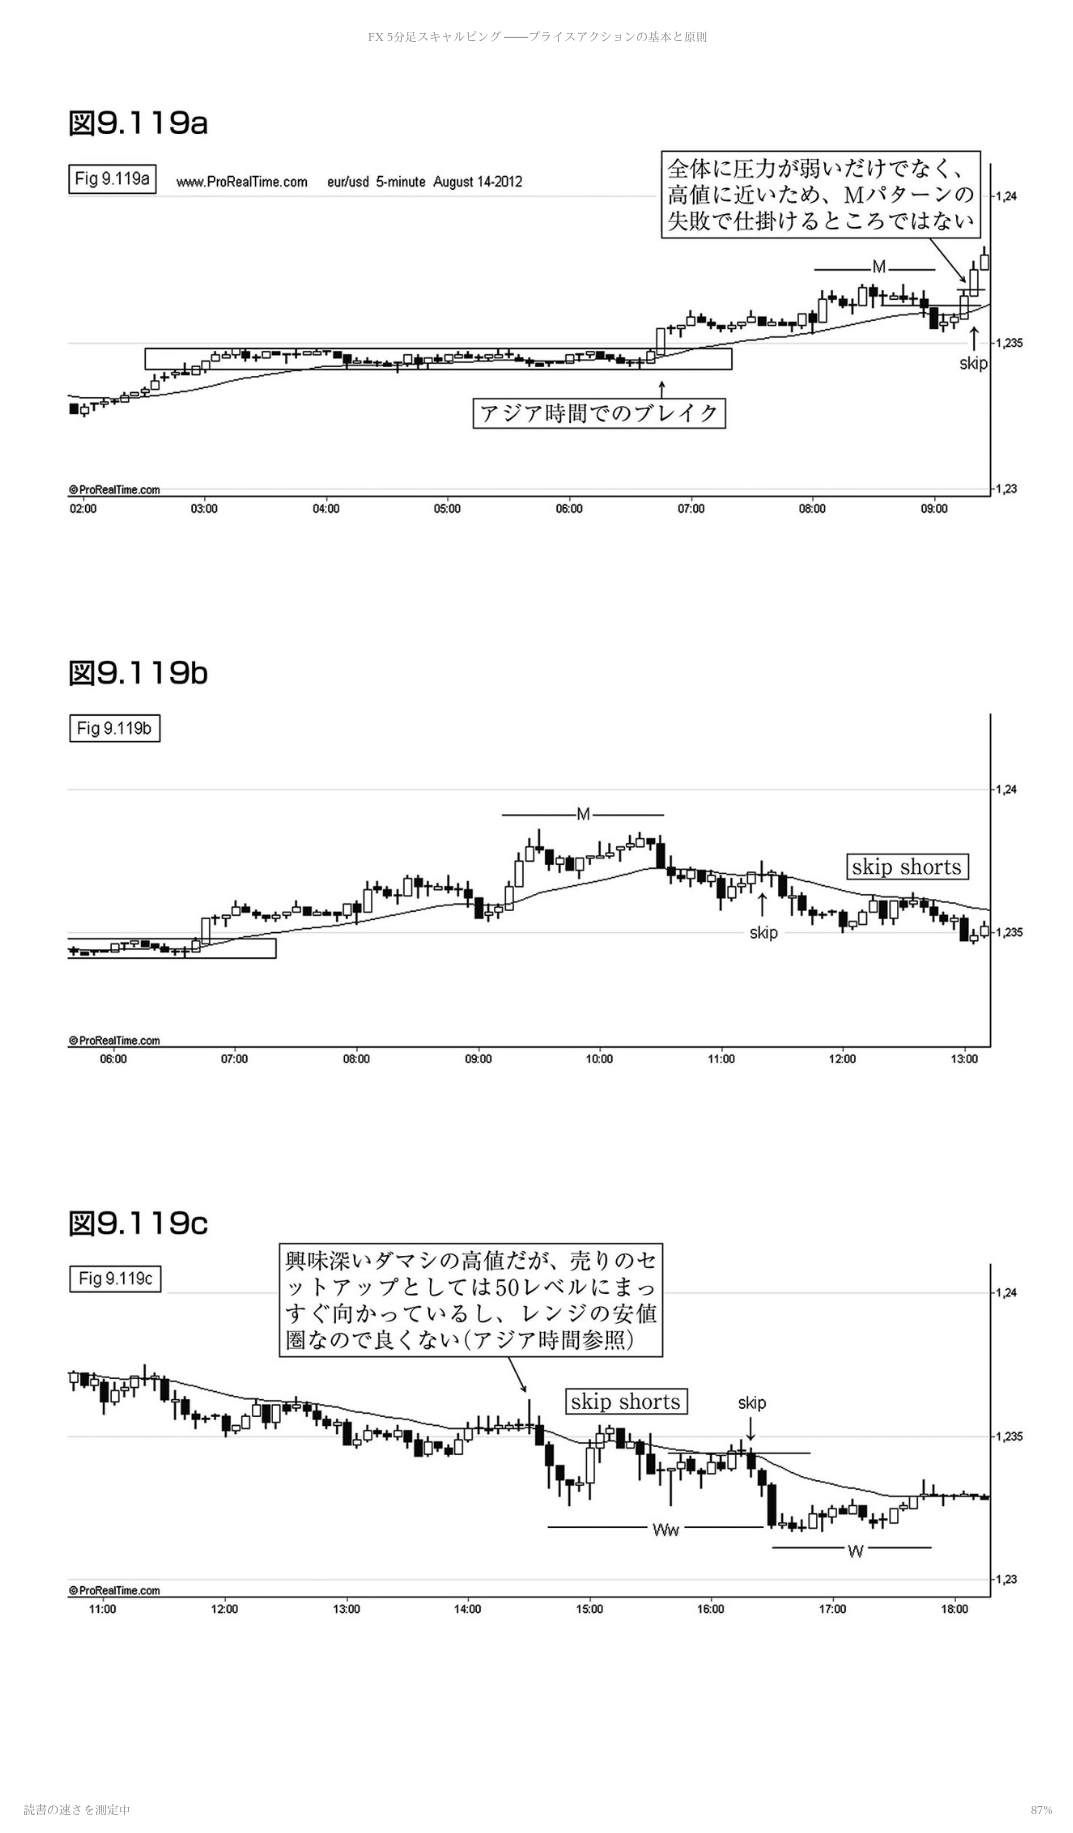 FX 5分足スキャルピング ――プライスアクションの基本と原則
図9.119a
Fig 9.119a
www.ProRealTime.com eur/usd 5-minute August 14-2012
全体に圧力が弱いだけでなく、
高値に近いため、Mパターンの
失敗で仕掛けるところではない
1,24
M
1,235
skip
アジア時間でのブレイク
©ProRealTime.com
1,23
02:00 03:00 04:00 05:00 06:00 07:00 08:00 09:00
図9.119b
Fig 9.119b
1,24
M
skip shorts
skip
1,235
©ProRealTime.com
06:00 07:00 08:00 09:00 10:00 11:00 12:00 13:00
図9.119c
Fig 9.119c
興味深いダマシの高値だが、売りのセ
ットアップとしては50レベルにまっ
すぐ向かっているし、レンジの安値
圏なので良くない（アジア時間参照）
1,24
skip shorts
skip
1,235
Ww
W
©ProRealTime.com
1,23
11:00 12:00 13:00 14:00 15:00 16:00 17:00 18:00
読書の速さを測定中
87%